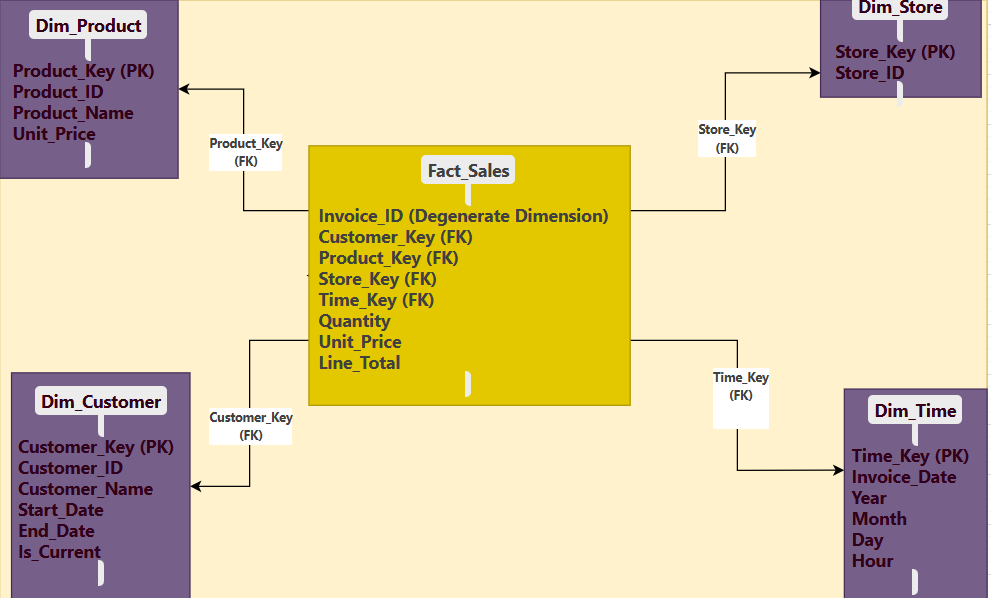 Dim_Product
Product_Key (PK)
Product_ID
Product_Name
Unit_Price
Dim_Store
Store_Key (PK)
Store_ID
Product_Key
(FK)
Store_Key
(FK)
Fact_Sales
Invoice_ID (Degenerate Dimension)
Customer_Key (FK)
Product_Key (FK)
Store_Key (FK)
Time_Key (FK)
Quantity
Unit_Price
Line_Total
Customer_Key
(FK)
Time_Key
(FK)
Dim_Customer
Customer_Key (PK)
Customer_ID
Customer_Name
Start_Date
End_Date
Is_Current
Dim_Time
Time_Key (PK)
Invoice_Date
Year
Month
Day
Hour